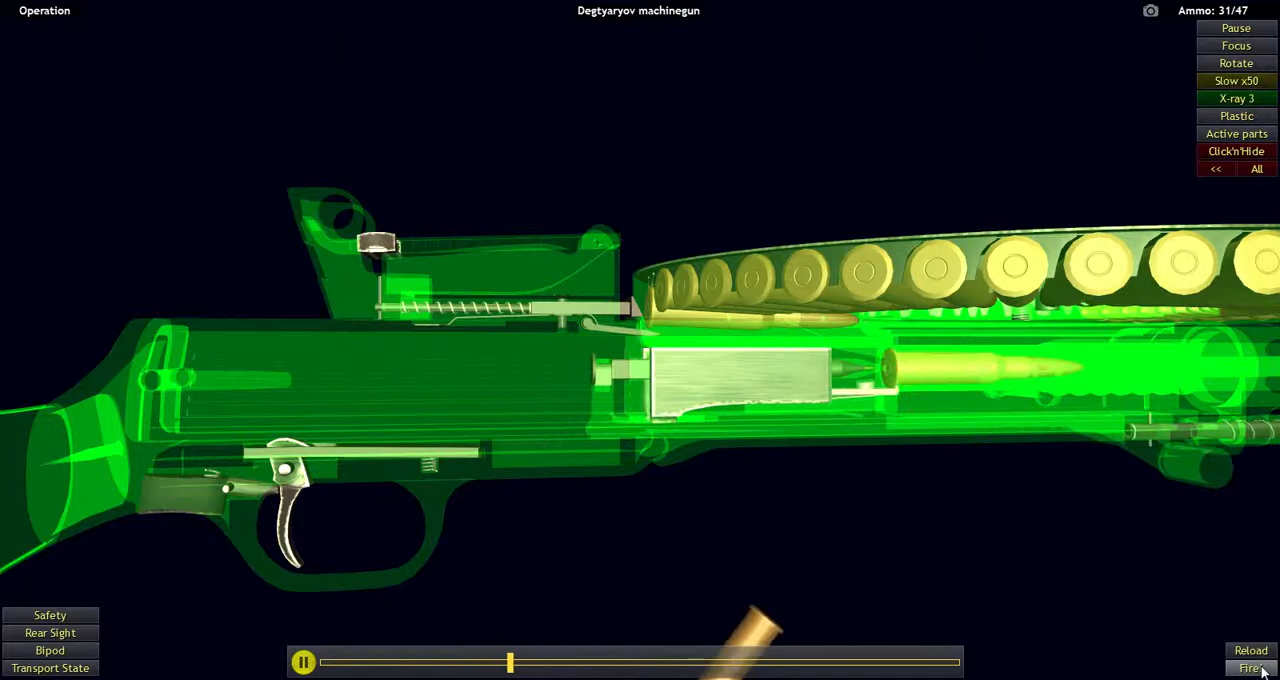 Operation
Degtyaryov machinegun
Ammo: 31/47
Pause
Focus
Rotate
Slow x50
X-ray 3
Plastic
Active parts
Click'n'Hide
<< All
Safety
Rear Sight
Bipod
Transport State
Reload
Fire